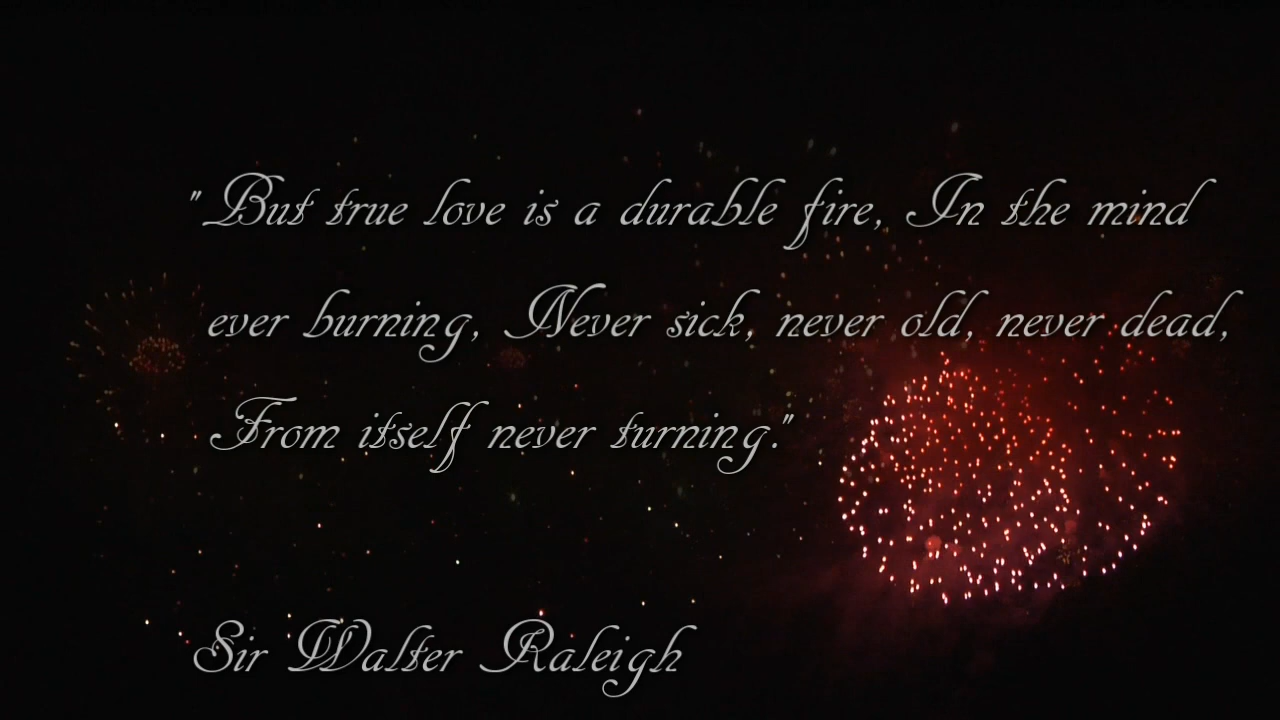 "But true love is a durable fire, In the mind
ever burning, Never sick, never old, never dead,
From itself never turning."
Sir Walter Raleigh